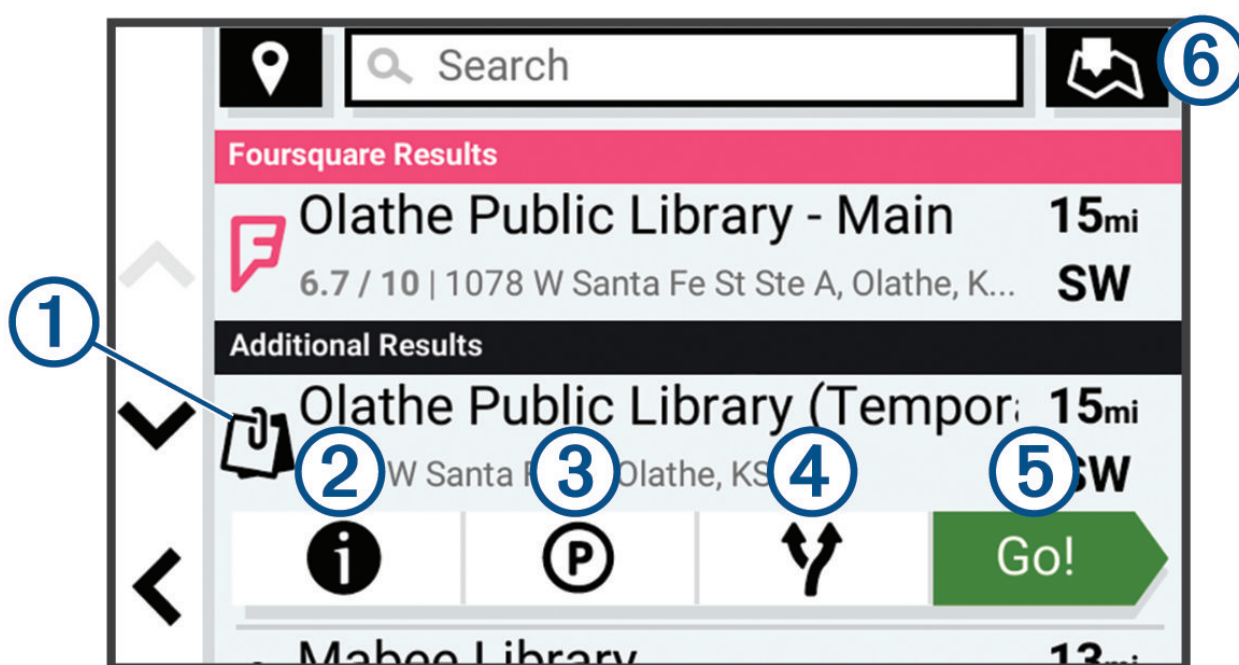 Search
6
Foursquare Results
Olathe Public Library - Main 15mi
6.7 / 10 | 1078 W Santa Fe St Ste A, Olathe, K... SW
1
Additional Results
Olathe Public Library (Tempor 15mi
2 W Santa 3 Olathe, KS 4 5 SW
i P Go!
Mabee Library 13mi